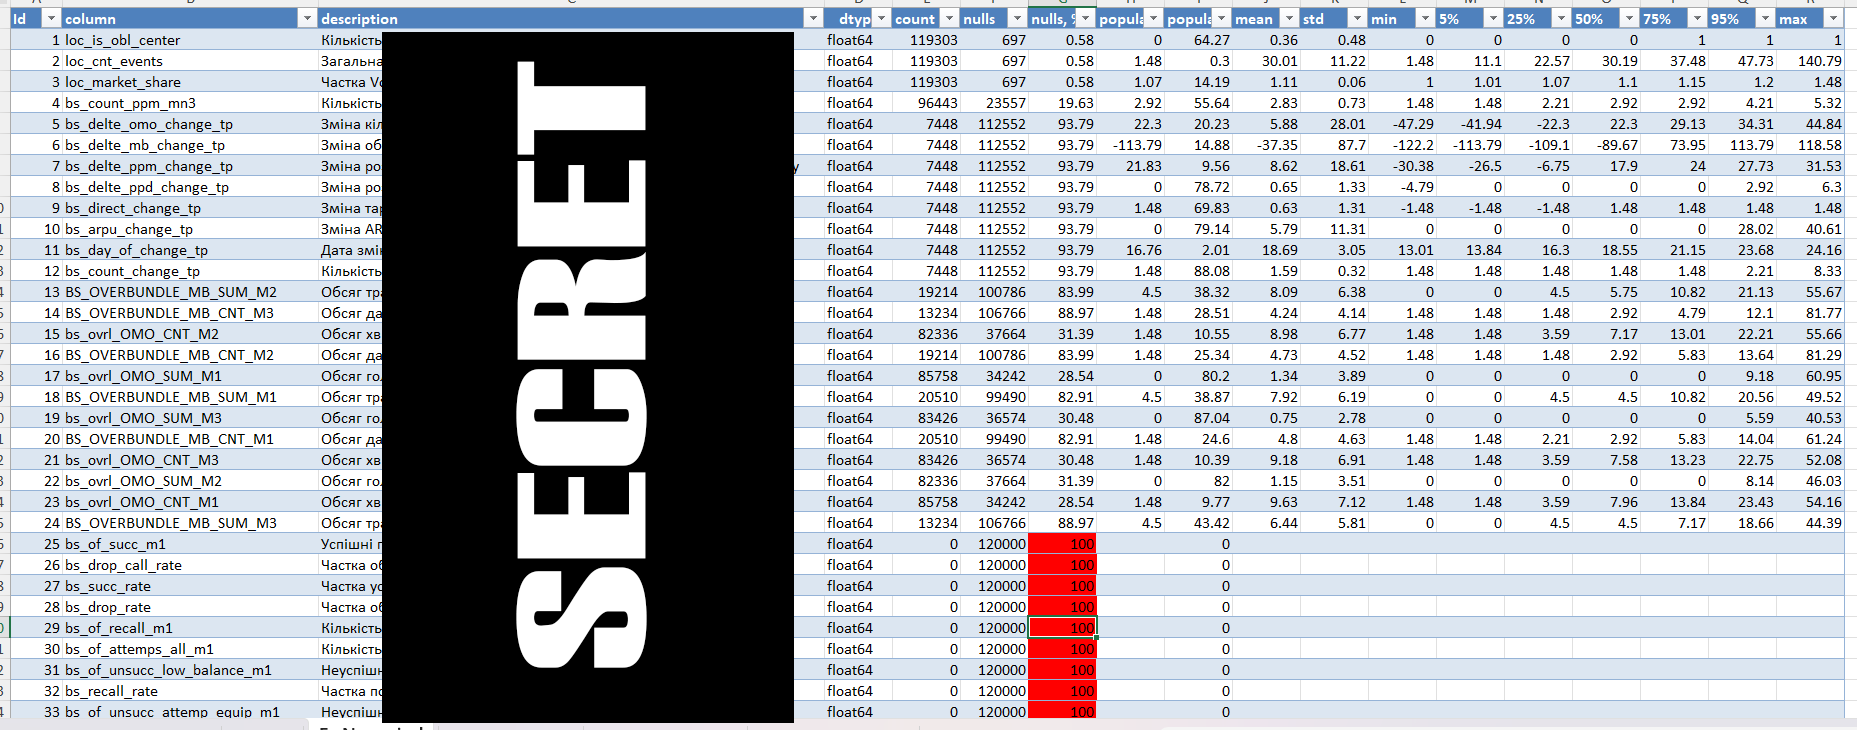 Id column description dtyp count nulls nulls, % popula popula mean std min 5% 25% 50% 75% 95% max
1 loc_is_obl_center Кількість float64 119303 697 0.58 0 64.27 0.36 0.48 0 0 0 0 1 1 1
2 loc_cnt_events Загальна float64 119303 697 0.58 1.48 0.3 30.01 11.22 1.48 11.1 22.57 30.19 37.48 47.73 140.79
3 loc_market_share Частка Vo float64 119303 697 0.58 1.07 14.19 1.11 0.06 1 1.01 1.07 1.1 1.15 1.2 1.48
4 bs_count_ppm_mn3 Кількість float64 96443 23557 19.63 2.92 55.64 2.83 0.73 1.48 1.48 2.21 2.92 2.92 4.21 5.32
5 bs_delte_omo_change_tp Зміна кіл float64 7448 112552 93.79 22.3 20.23 5.88 28.01 -47.29 -41.94 -22.3 22.3 29.13 34.31 44.84
6 bs_delte_mb_change_tp Зміна об float64 7448 112552 93.79 -113.79 14.88 -37.35 87.7 -122.2 -113.79 -109.1 -89.67 73.95 113.79 118.58
7 bs_delte_ppm_change_tp Зміна ро у float64 7448 112552 93.79 21.83 9.56 8.62 18.61 -30.38 -26.5 -6.75 17.9 24 27.73 31.53
8 bs_delte_ppd_change_tp Зміна ро float64 7448 112552 93.79 0 78.72 0.65 1.33 -4.79 0 0 0 0 2.92 6.3
9 bs_direct_change_tp Зміна тар float64 7448 112552 93.79 1.48 69.83 0.63 1.31 -1.48 -1.48 -1.48 1.48 1.48 1.48 1.48
10 bs_arpu_change_tp Зміна AR float64 7448 112552 93.79 0 79.14 5.79 11.31 0 0 0 0 0 28.02 40.61
11 bs_day_of_change_tp Дата змін float64 7448 112552 93.79 16.76 2.01 18.69 3.05 13.01 13.84 16.3 18.55 21.15 23.68 24.16
12 bs_count_change_tp Кількість float64 7448 112552 93.79 1.48 88.08 1.59 0.32 1.48 1.48 1.48 1.48 1.48 2.21 8.33
13 BS_OVERBUNDLE_MB_SUM_M2 Обсяг тра float64 19214 100786 83.99 4.5 38.32 8.09 6.38 0 0 4.5 5.75 10.82 21.13 55.67
14 BS_OVERBUNDLE_MB_CNT_M3 Обсяг да float64 13234 106766 88.97 1.48 28.51 4.24 4.14 1.48 1.48 1.48 2.92 4.79 12.1 81.77
15 bs_ovrl_OMO_CNT_M2 Обсяг хв float64 82336 37664 31.39 1.48 10.55 8.98 6.77 1.48 1.48 3.59 7.17 13.01 22.21 55.66
16 BS_OVERBUNDLE_MB_CNT_M2 Обсяг да float64 19214 100786 83.99 1.48 25.34 4.73 4.52 1.48 1.48 1.48 2.92 5.83 13.64 81.29
17 bs_ovrl_OMO_SUM_M1 Обсяг гол float64 85758 34242 28.54 0 80.2 1.34 3.89 0 0 0 0 0 9.18 60.95
18 BS_OVERBUNDLE_MB_SUM_M1 Обсяг тра float64 20510 99490 82.91 4.5 38.87 7.92 6.19 0 0 4.5 4.5 10.82 20.56 49.52
19 bs_ovrl_OMO_SUM_M3 Обсяг гол float64 83426 36574 30.48 0 87.04 0.75 2.78 0 0 0 0 0 5.59 40.53
20 BS_OVERBUNDLE_MB_CNT_M1 Обсяг да float64 20510 99490 82.91 1.48 24.6 4.8 4.63 1.48 1.48 2.21 2.92 5.83 14.04 61.24
21 bs_ovrl_OMO_CNT_M3 Обсяг хв float64 83426 36574 30.48 1.48 10.39 9.18 6.91 1.48 1.48 3.59 7.58 13.23 22.75 52.08
22 bs_ovrl_OMO_SUM_M2 Обсяг гол float64 82336 37664 31.39 0 82 1.15 3.51 0 0 0 0 0 8.14 46.03
23 bs_ovrl_OMO_CNT_M1 Обсяг хв float64 85758 34242 28.54 1.48 9.77 9.63 7.12 1.48 1.48 3.59 7.96 13.84 23.43 54.16
24 BS_OVERBUNDLE_MB_SUM_M3 Обсяг тра float64 13234 106766 88.97 4.5 43.42 6.44 5.81 0 0 4.5 4.5 7.17 18.66 44.39
25 bs_of_succ_m1 Успішні float64 0 120000 100 0
26 bs_drop_call_rate Частка об float64 0 120000 100 0
27 bs_succ_rate Частка ус float64 0 120000 100 0
28 bs_drop_rate Частка об float64 0 120000 100 0
29 bs_of_recall_m1 Кількість float64 0 120000 100 0
30 bs_of_attemps_all_m1 Кількість float64 0 120000 100 0
31 bs_of_unsucc_low_balance_m1 Неуспішн float64 0 120000 100 0
32 bs_recall_rate Частка по float64 0 120000 100 0
33 bs_of_unsucc_attemp_equip_m1 Неуспішн float64 0 120000 100 0
SECRET